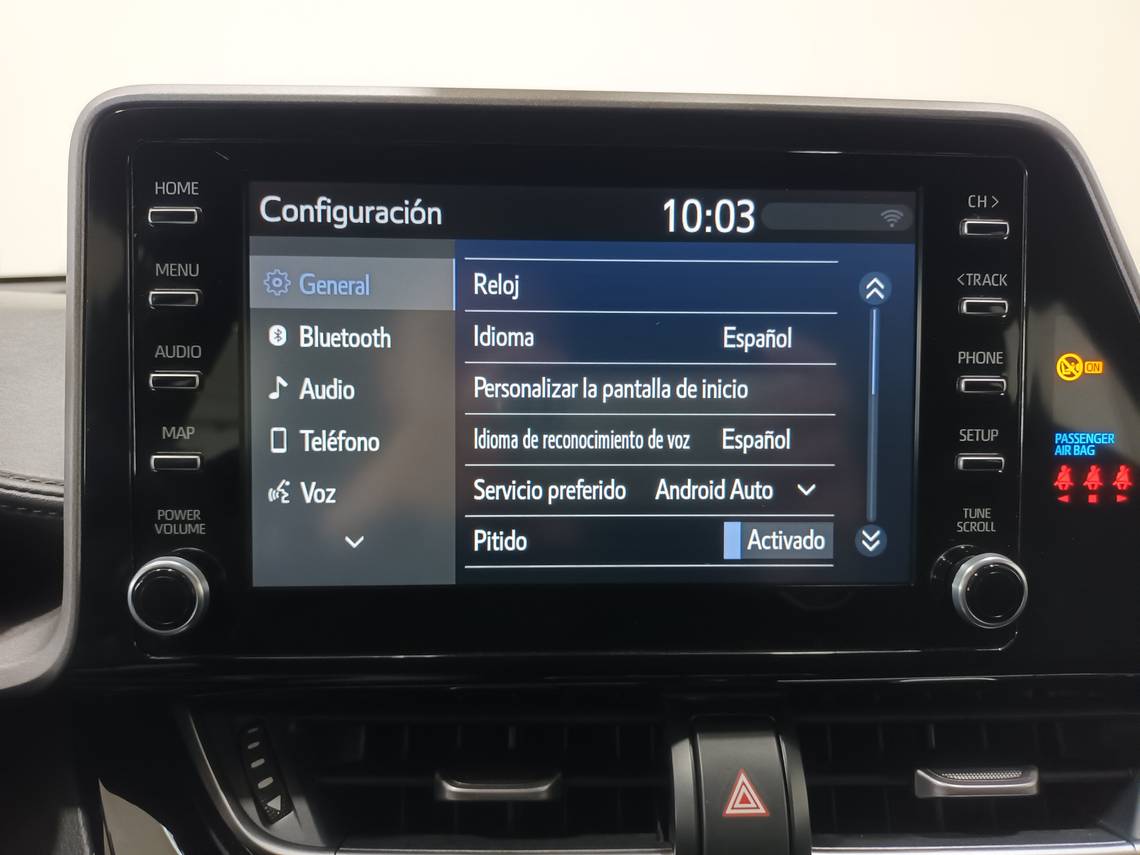 HOME
MENU
AUDIO
MAP
POWER
VOLUME
Configuración
10:03
General
Bluetooth
Audio
Teléfono
Voz
Reloj
Idioma Español
Personalizar la pantalla de inicio
Idioma de reconocimiento de voz Español
Servicio preferido Android Auto
Pitido Activado
CH >
< TRACK
PHONE
SETUP
TUNE
SCROLL
ON
PASSENGER
AIR BAG